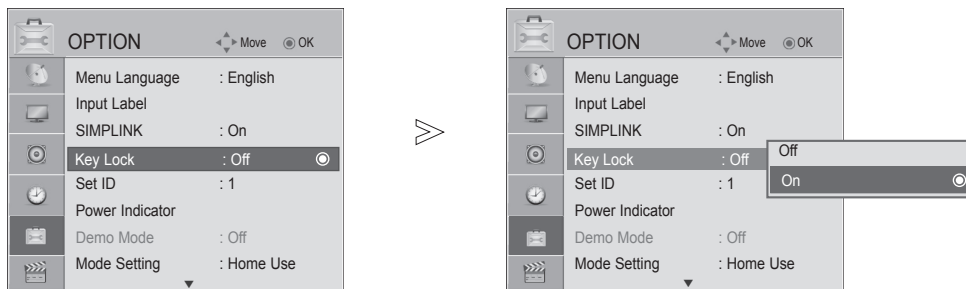 OPTION Move OK
Menu Language : English
Input Label
SIMPLINK : On
Key Lock : Off
Set ID : 1
Power Indicator
Demo Mode : Off
Mode Setting : Home Use
OPTION Move OK
Menu Language : English
Input Label
SIMPLINK : On
Key Lock : Off
Set ID : 1
Power Indicator
Demo Mode : Off
Mode Setting : Home Use
Off
On